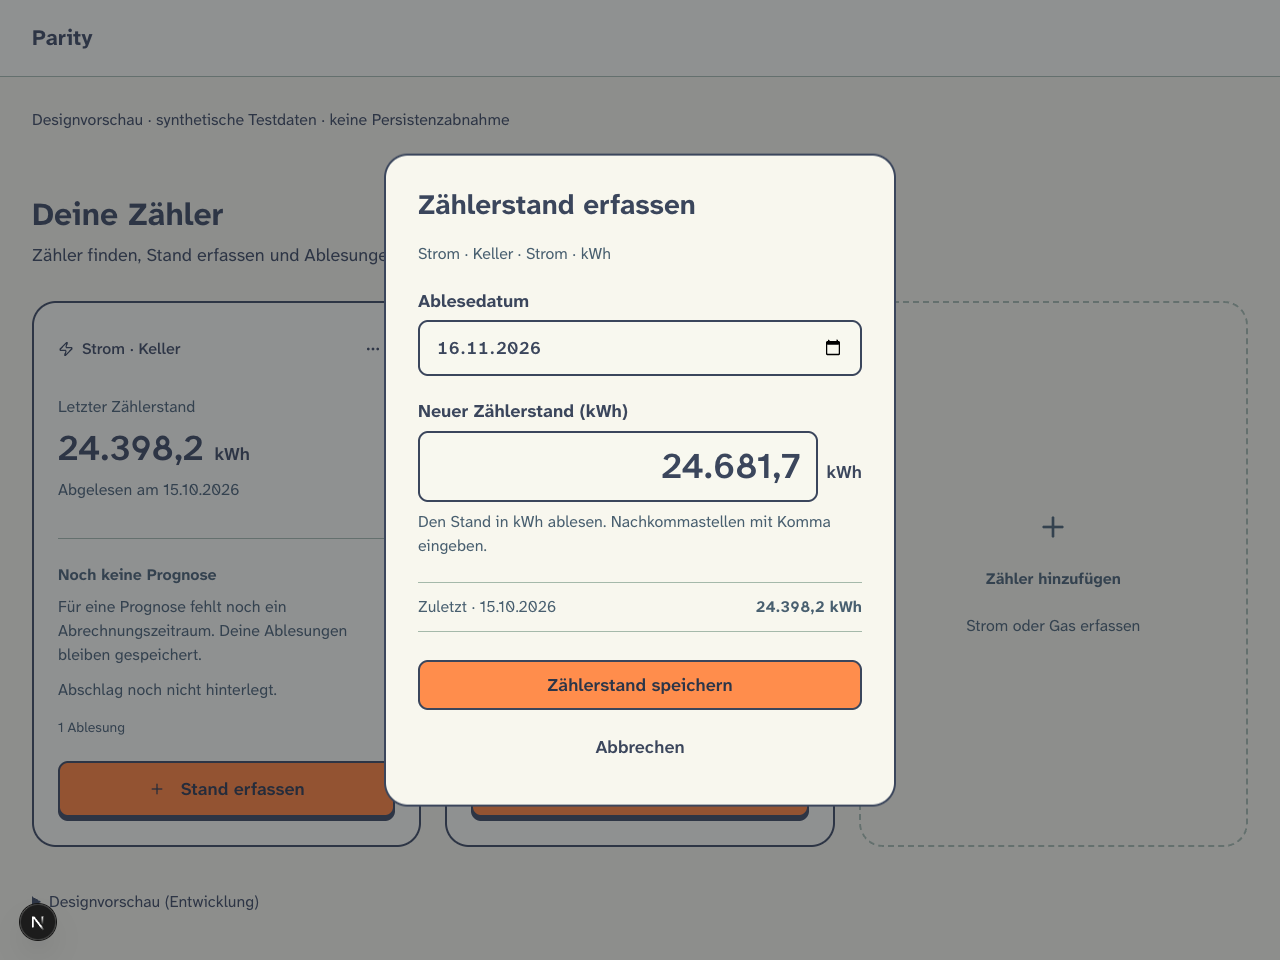 Parity
Designvorschau · synthetische Testdaten · keine Persistenzabnahme
Deine Zähler
Zähler finden, Stand erfassen und
Strom · Keller
Letzter Zählerstand
24.398,2 kWh
Abgelesen am 15.10.2026
Noch keine Prognose
Für eine Prognose fehlt noch ein
Abrechnungszeitraum. Deine Ablesungen
bleiben gespeichert.
Abschlag noch nicht hinterlegt.
1 Ablesung
+ Stand erfassen
Zählerstand erfassen
Strom · Keller · Strom · kWh
Ablesedatum
16.11.2026
Neuer Zählerstand (kWh)
24.681,7 kWh
Den Stand in kWh ablesen. Nachkommastellen mit Komma
eingeben.
Zuletzt · 15.10.2026 24.398,2 kWh
Zählerstand speichern
Abbrechen
+
Zähler hinzufügen
Strom oder Gas erfassen
Designvorschau (Entwicklung)
N